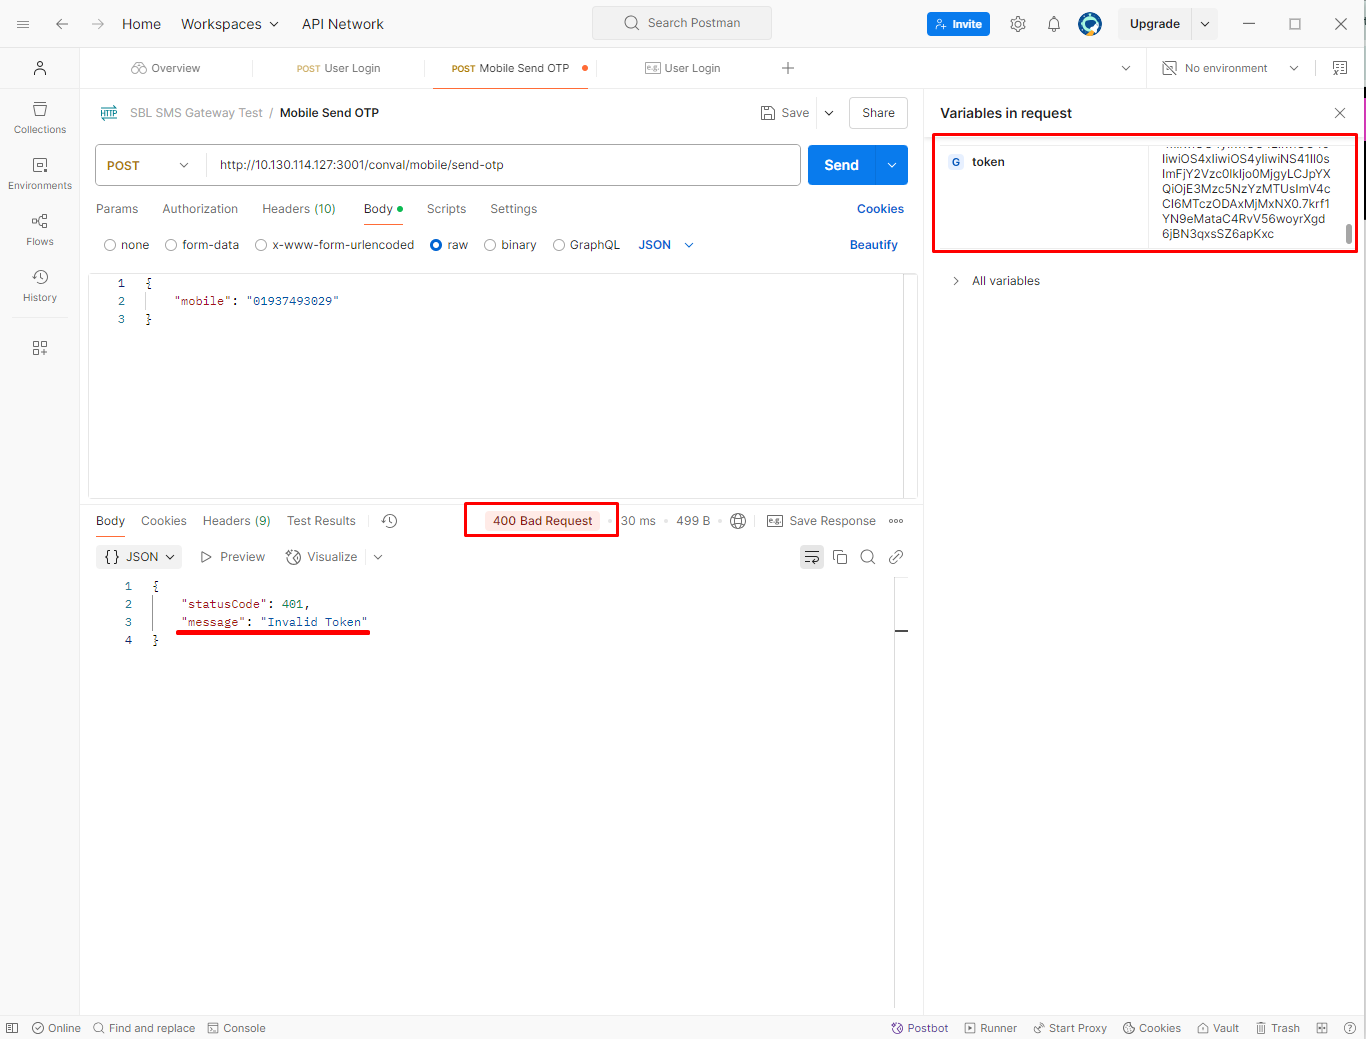 Home Workspaces API Network Search Postman Invite Upgrade
Overview POST User Login POST Mobile Send OTP e.g. User Login No environment
Collections
Environments
Flows
History
HTTP SBL SMS Gateway Test / Mobile Send OTP Save Share
POST http://10.130.114.127:3001/conval/mobile/send-otp Send
Params Authorization Headers (10) Body Scripts Settings Cookies
none form-data x-www-form-urlencoded raw binary GraphQL JSON Beautify
1 {
2 "mobile": "01937493029"
3 }
Variables in request
G token
IiwiOS4xIiwiOS4yIiwiNS41Il0s
ImFjY2Vzc0lkIjo0MjgyLCJpYX
QiOjE3Mzc5NzYzMTUsImV4c
CI6MTczODAxMjMxNX0.7krf1
YN9eMataC4RvV56woyrXgd
6jBN3qxsSZ6apKxc
All variables
Body Cookies Headers (9) Test Results 400 Bad Request 30 ms 499 B e.g. Save Response
{} JSON Preview Visualize
1 {
2 "statusCode": 401,
3 "message": "Invalid Token"
4 }
Online Find and replace Console Postbot Runner Start Proxy Cookies Vault Trash